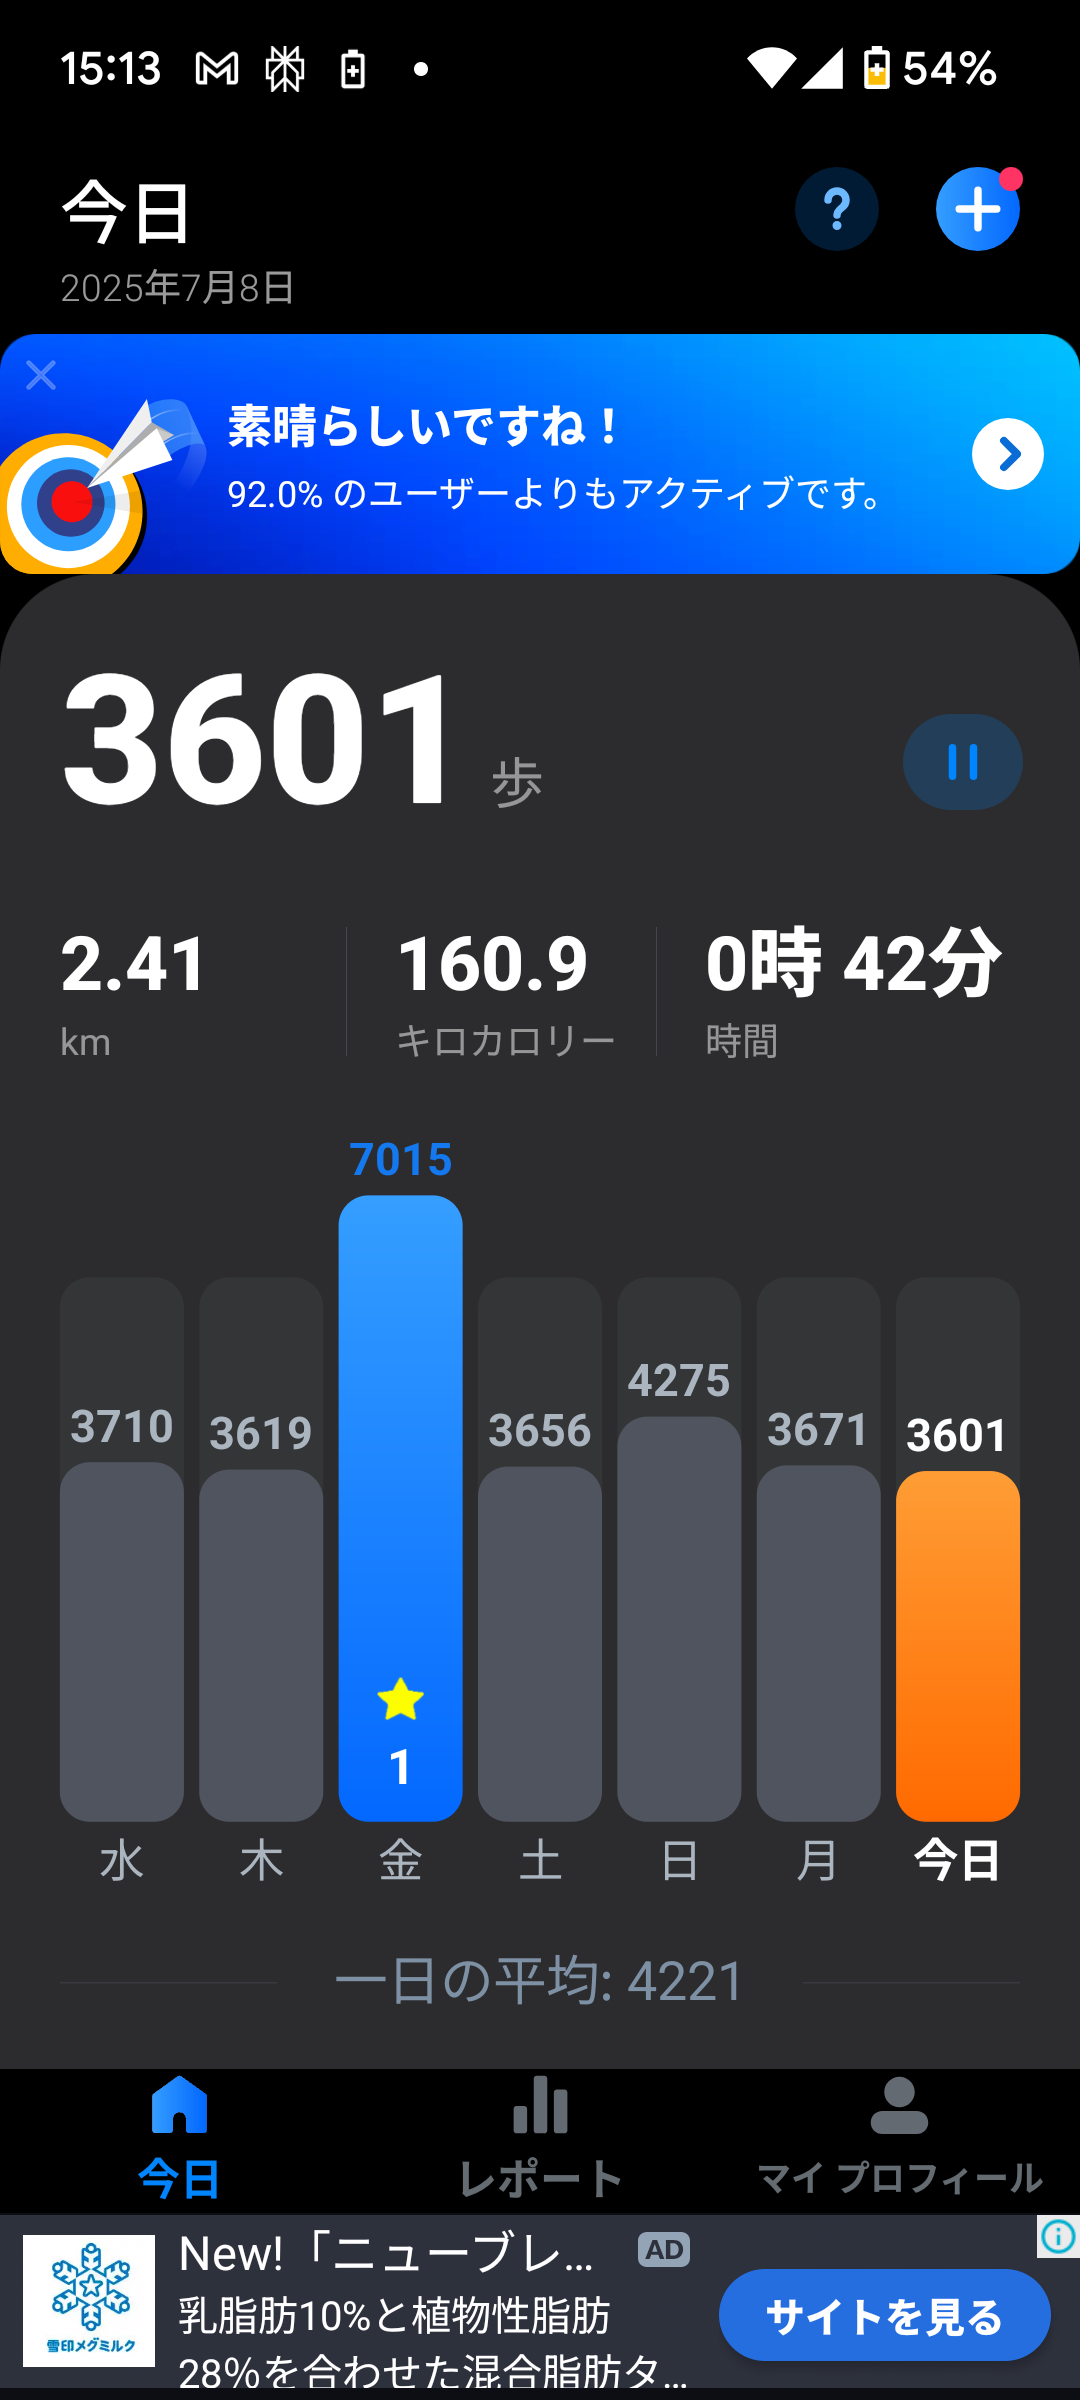 15:13
54%
今日
2025年7月8日
素晴らしいですね！
92.0% のユーザーよりもアクティブです。
3601 歩
2.41
km
160.9
キロカロリー
0時 42分
時間
7015
3710
3619
3656
4275
3671
3601
1
水 木 金 土 日 月 今日
一日の平均: 4221
今日
レポート
マイ プロフィール
New!「ニューブレ…
AD
乳脂肪10%と植物性脂肪
28%を合わせた混合脂肪タ…
雪印メグミルク
サイトを見る